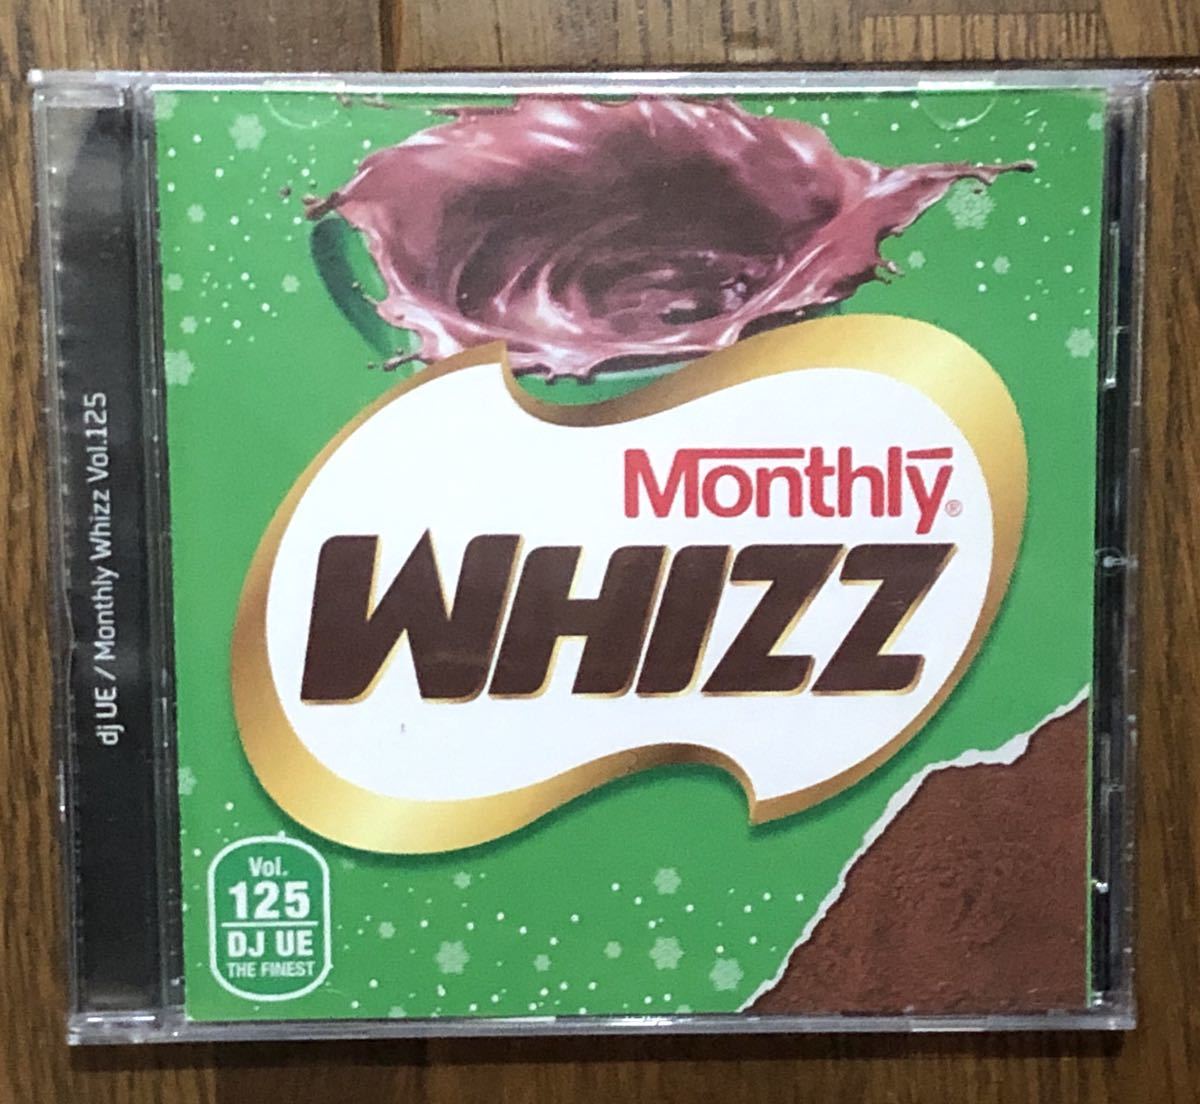 dj UE / Monthly Whizz Vol.125
Monthly®
WHIZZ
Vol.
125
DJ UE
THE FINEST